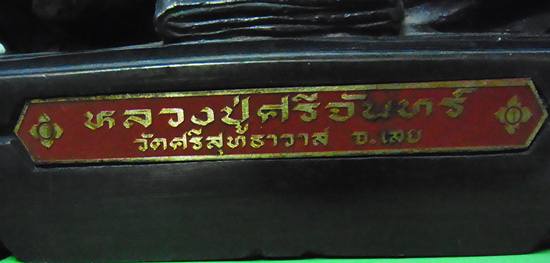 หลวงปู่ศรีจันทร์
วัดศรีสุทธาวาส จ.เลย